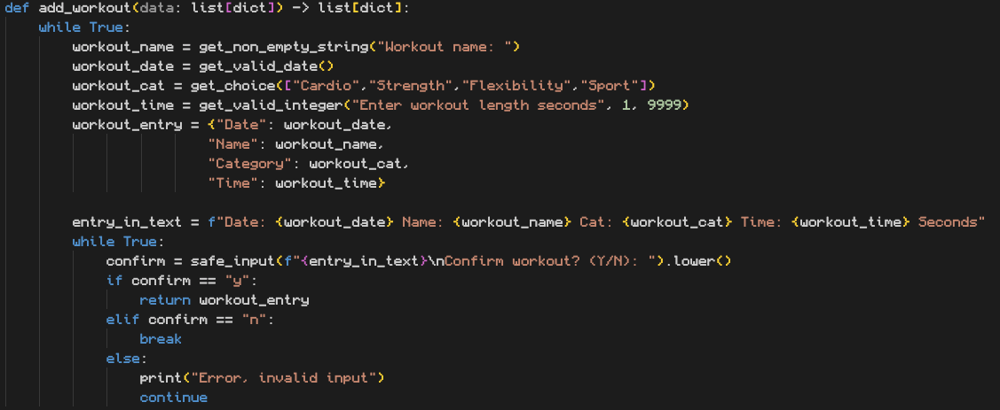 def add_workout(data: list[dict]) -> list[dict]:
    while True:
        workout_name = get_non_empty_string("Workout name: ")
        workout_date = get_valid_date()
        workout_cat = get_choice(["Cardio","Strength","Flexibility","Sport"])
        workout_time = get_valid_integer("Enter workout length seconds", 1, 9999)
        workout_entry = {"Date": workout_date,
                        "Name": workout_name,
                        "Category": workout_cat,
                        "Time": workout_time}

        entry_in_text = f"Date: {workout_date} Name: {workout_name} Cat: {workout_cat} Time: {workout_time} Seconds"
        while True:
            confirm = safe_input(f"{entry_in_text}\nConfirm workout? (Y/N): ").lower()
            if confirm == "y":
                return workout_entry
            elif confirm == "n":
                break
            else:
                print("Error, invalid input")
                continue